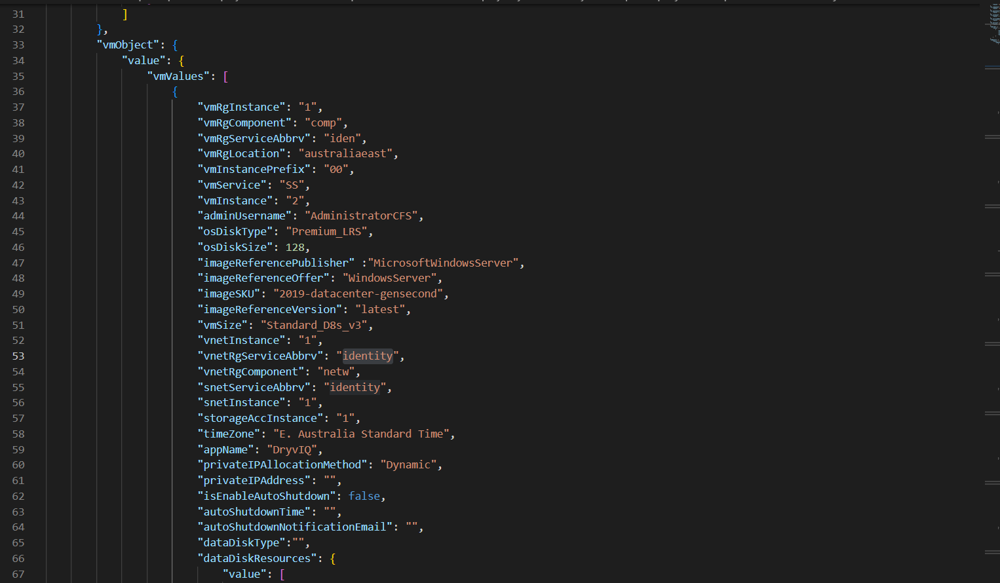 31 ]
32 },
33 "vmObject": {
34 "value": {
35 "vmValues": [
36 {
37 "vmRgInstance": "1",
38 "vmRgComponent": "comp",
39 "vmRgServiceAbbrv": "iden",
40 "vmRgLocation": "australiaeast",
41 "vmInstancePrefix": "00",
42 "vmService": "SS",
43 "vmInstance": "2",
44 "adminUsername": "AdministratorCFS",
45 "osDiskType": "Premium_LRS",
46 "osDiskSize": 128,
47 "imageReferencePublisher" :"MicrosoftWindowsServer",
48 "imageReferenceOffer": "WindowsServer",
49 "imageSKU": "2019-datacenter-gensecond",
50 "imageReferenceVersion": "latest",
51 "vmSize": "Standard_D8s_v3",
52 "vnetInstance": "1",
53 "vnetRgServiceAbbrv": "identity",
54 "vnetRgComponent": "netw",
55 "snetServiceAbbrv": "identity",
56 "snetInstance": "1",
57 "storageAccInstance": "1",
58 "timeZone": "E. Australia Standard Time",
59 "appName": "DryvIQ",
60 "privateIPAllocationMethod": "Dynamic",
61 "privateIPAddress": "",
62 "isEnableAutoShutdown": false,
63 "autoShutdownTime": "",
64 "autoShutdownNotificationEmail": "",
65 "dataDiskType":"",
66 "dataDiskResources": {
67 "value": [